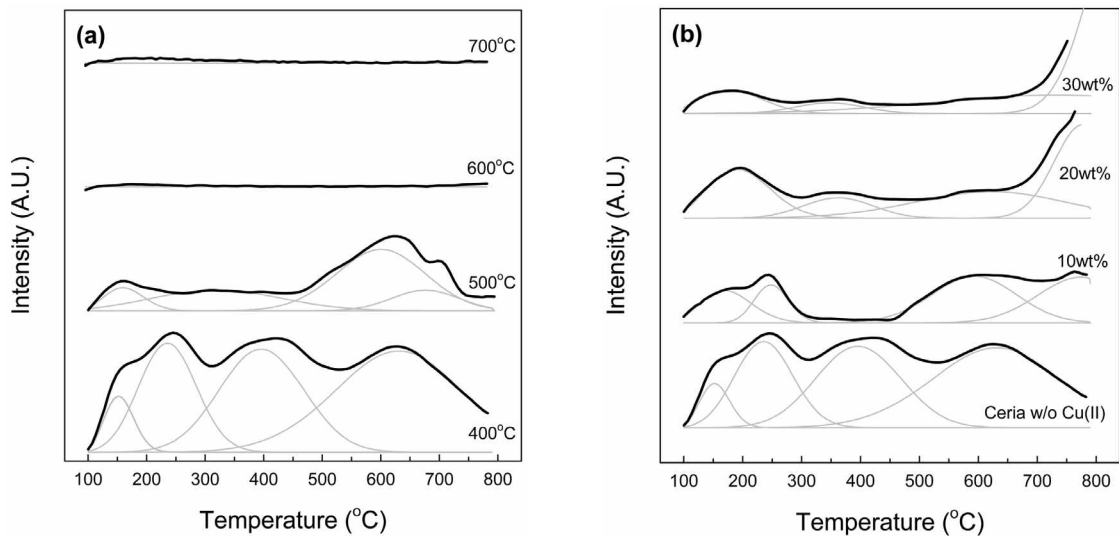 (a)
700°C
600°C
500°C
400°C
Intensity (A.U.)
100 200 300 400 500 600 700 800
Temperature (°C)
(b)
30wt%
20wt%
10wt%
Ceria w/o Cu(II)
Intensity (A.U.)
100 200 300 400 500 600 700 800
Temperature (°C)